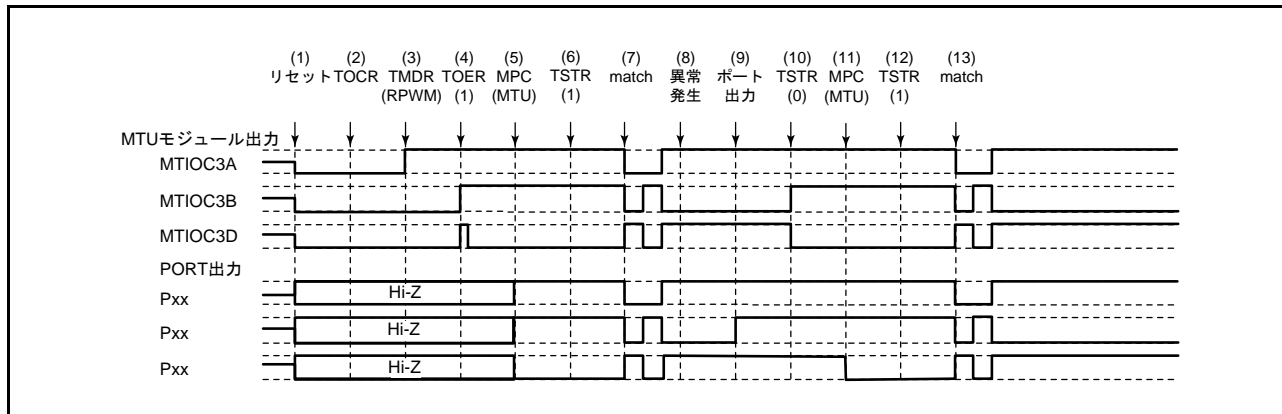 (1) (2) (3) (4) (5) (6) (7) (8) (9) (10) (11) (12) (13)
リセット TOCR TMDR TOER MPC TSTR match 異常 ポート TSTR MPC TSTR match
(RPWM) (1) (MTU) (1) 発生 出力 (0) (MTU) (1)
MTUモジュール出力
MTIOC3A
MTIOC3B
MTIOC3D
PORT出力
Pxx Hi-Z
Pxx Hi-Z
Pxx Hi-Z